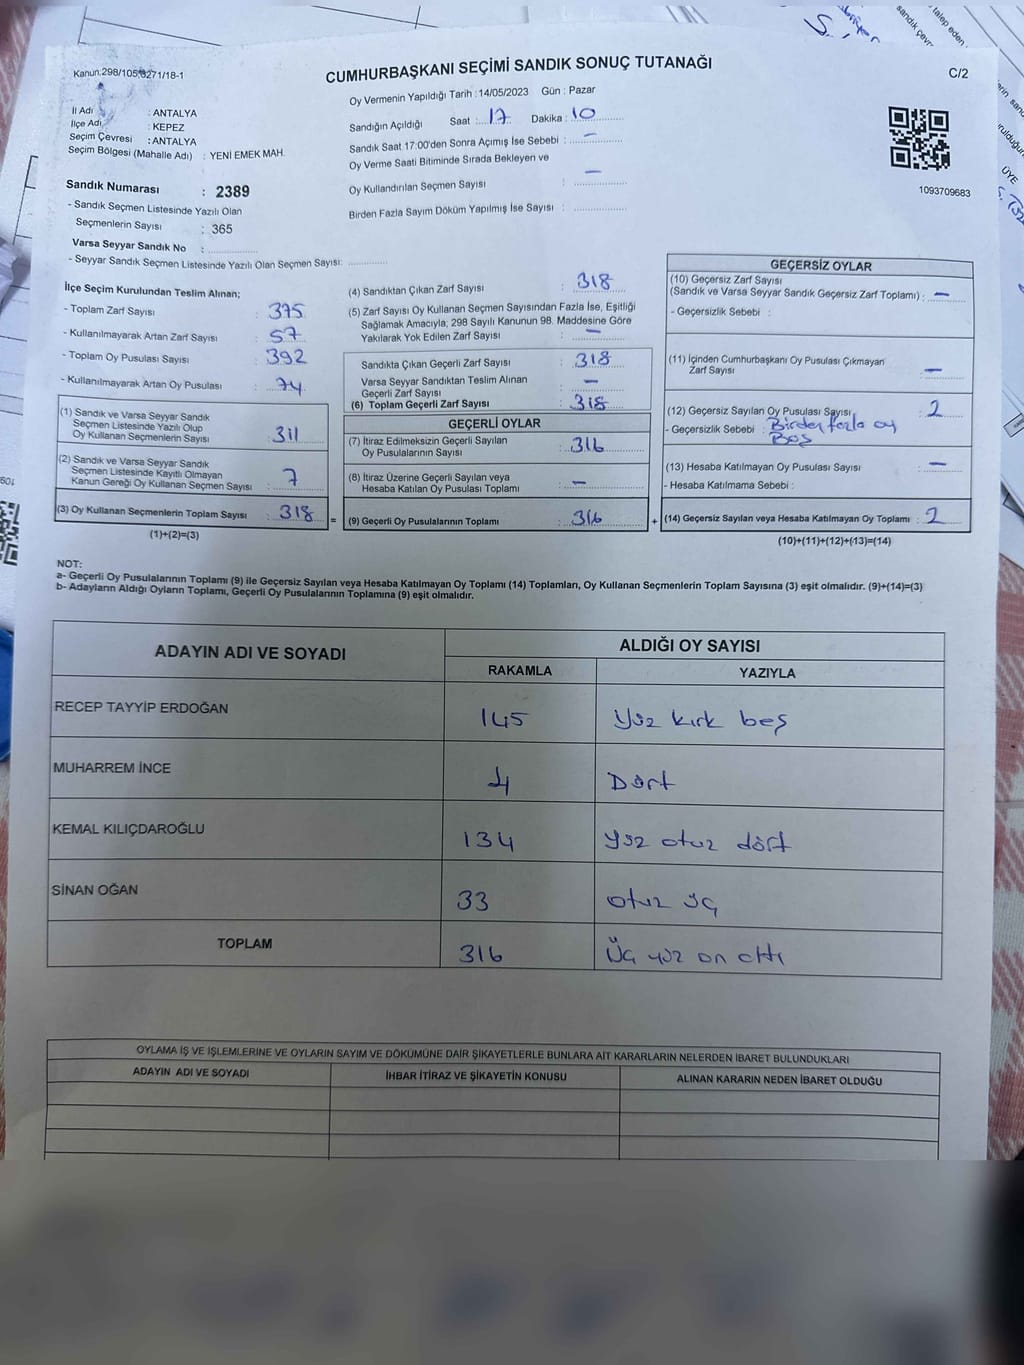 Kanun:298/105,8271/18-1
CUMHURBAŞKANI SEÇİMİ SANDIK SONUÇ TUTANAĞI
C/2
İl Adı : ANTALYA
İlçe Adı : KEPEZ
Seçim Çevresi : ANTALYA
Seçim Bölgesi (Mahalle Adı) : YENİ EMEK MAH.
Oy Vermenin Yapıldığı Tarih : 14/05/2023 Gün : Pazar
Sandığın Açıldığı Saat : 17 Dakika : 10
Sandık Saat 17:00'den Sonra Açımış İse Sebebi : –
Oy Verme Saati Bitiminde Sırada Bekleyen ve
Oy Kullandırılan Seçmen Sayısı : –
Birden Fazla Sayım Döküm Yapılmış İse Sayısı :
1093709683
Sandık Numarası : 2389
- Sandık Seçmen Listesinde Yazılı Olan
Seçmenlerin Sayısı : 365
Varsa Seyyar Sandık No :
- Seyyar Sandık Seçmen Listesinde Yazılı Olan Seçmen Sayısı:
İlçe Seçim Kurulundan Teslim Alınan;
- Toplam Zarf Sayısı : 375
- Kullanılmayarak Artan Zarf Sayısı : 57
- Toplam Oy Pusulası Sayısı : 392
- Kullanılmayarak Artan Oy Pusulası : 74
(1) Sandık ve Varsa Seyyar Sandık
Seçmen Listesinde Yazılı Olup
Oy Kullanan Seçmenlerin Sayısı : 311
(2) Sandık ve Varsa Seyyar Sandık
Seçmen Listesinde Kayıtlı Olmayan
Kanun Gereği Oy Kullanan Seçmen Sayısı : 7
(3) Oy Kullanan Seçmenlerin Toplam Sayısı : 318
(1)+(2)=(3)
(4) Sandıktan Çıkan Zarf Sayısı : 318
(5) Zarf Sayısı Oy Kullanan Seçmen Sayısından Fazla İse, Eşitliği
Sağlamak Amacıyla; 298 Sayılı Kanunun 98. Maddesine Göre
Yakılarak Yok Edilen Zarf Sayısı : –
Sandıkta Çıkan Geçerli Zarf Sayısı : 318
Varsa Seyyar Sandıktan Teslim Alınan
Geçerli Zarf Sayısı : –
(6) Toplam Geçerli Zarf Sayısı : 318
GEÇERLİ OYLAR
(7) İtiraz Edilmeksizin Geçerli Sayılan
Oy Pusulalarının Sayısı : 316
(8) İtiraz Üzerine Geçerli Sayılan veya
Hesaba Katılan Oy Pusulası Toplamı : –
= (9) Geçerli Oy Pusulalarının Toplamı : 316 +
GEÇERSİZ OYLAR
(10) Geçersiz Zarf Sayısı
(Sandık ve Varsa Seyyar Sandık Geçersiz Zarf Toplamı) : –
- Geçersizlik Sebebi :
(11) İçinden Cumhurbaşkanı Oy Pusulası Çıkmayan
Zarf Sayısı : –
(12) Geçersiz Sayılan Oy Pusulası Sayısı : 2
- Geçersizlik Sebebi : Birden fazla oy
Boş
(13) Hesaba Katılmayan Oy Pusulası Sayısı : –
- Hesaba Katılmama Sebebi :
(14) Geçersiz Sayılan veya Hesaba Katılmayan Oy Toplamı : 2
(10)+(11)+(12)+(13)=(14)
NOT:
a- Geçerli Oy Pusulalarının Toplamı (9) ile Geçersiz Sayılan veya Hesaba Katılmayan Oy Toplamı (14) Toplamları, Oy Kullanan Seçmenlerin Toplam Sayısına (3) eşit olmalıdır. (9)+(14)=(3)
b- Adayların Aldığı Oyların Toplamı, Geçerli Oy Pusulalarının Toplamına (9) eşit olmalıdır.
ADAYIN ADI VE SOYADI
ALDIĞI OY SAYISI
RAKAMLA YAZIYLA
RECEP TAYYİP ERDOĞAN 145 Yüz kırk beş
MUHARREM İNCE 4 Dört
KEMAL KILIÇDAROĞLU 134 Yüz otuz dört
SİNAN OĞAN 33 otuz üç
TOPLAM 316 Üç yüz on altı
OYLAMA İŞ VE İŞLEMLERİNE VE OYLARIN SAYIM VE DÖKÜMÜNE DAİR ŞİKAYETLERLE BUNLARA AİT KARARLARIN NELERDEN İBARET BULUNDUKLARI
ADAYIN ADI VE SOYADI İHBAR İTİRAZ VE ŞİKAYETİN KONUSU ALINAN KARARIN NEDEN İBARET OLDUĞU
talep eden
sandık çevr
ÜYE